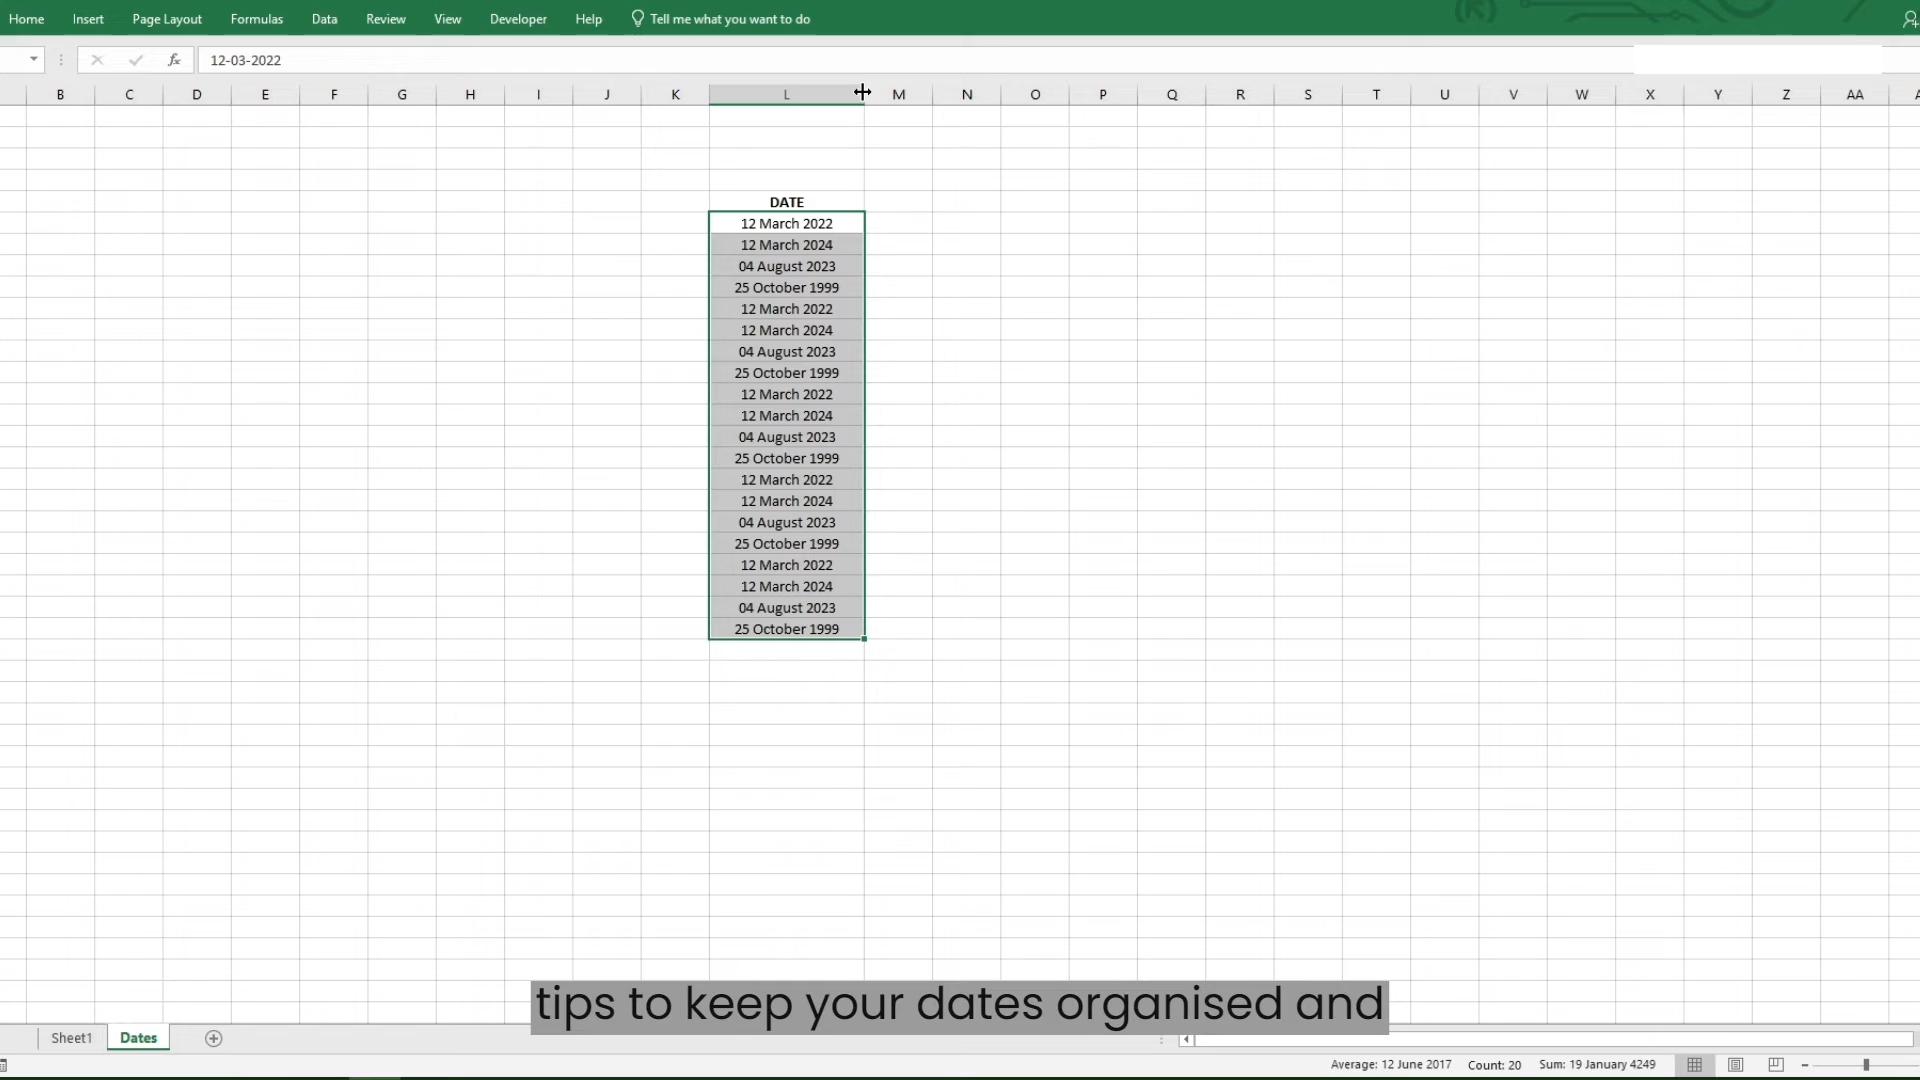 Home Insert Page Layout Formulas Data Review View Developer Help Tell me what you want to do
fx 12-03-2022
B C D E F G H I J K L M N O P Q R S T U V W X Y Z AA
DATE
12 March 2022
12 March 2024
04 August 2023
25 October 1999
12 March 2022
12 March 2024
04 August 2023
25 October 1999
12 March 2022
12 March 2024
04 August 2023
25 October 1999
12 March 2022
12 March 2024
04 August 2023
25 October 1999
12 March 2022
12 March 2024
04 August 2023
25 October 1999
tips to keep your dates organised and
Sheet1 Dates
Average: 12 June 2017 Count: 20 Sum: 19 January 4249